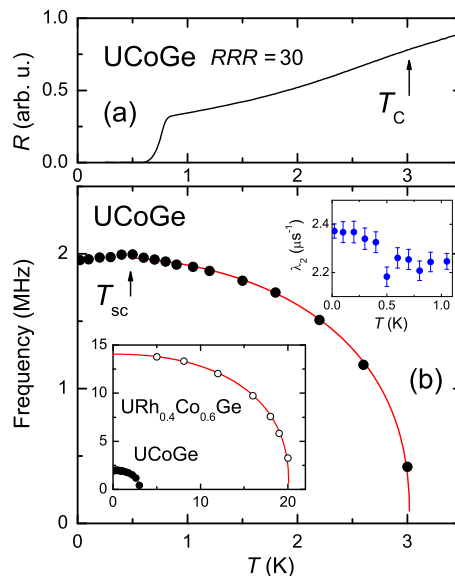 UCoGe RRR = 30
(a)
T_C
R (arb. u.)
1.0
0.5
0.0
0 1 2 3
UCoGe
T_sc
(b)
Frequency (MHz)
2
1
0
0 1 2 3
T (K)
λ₂ (μs⁻¹)
2.4
2.2
0.0 0.5 1.0
T (K)
URh₀.₄Co₀.₆Ge
UCoGe
15
10
5
0
0 10 20